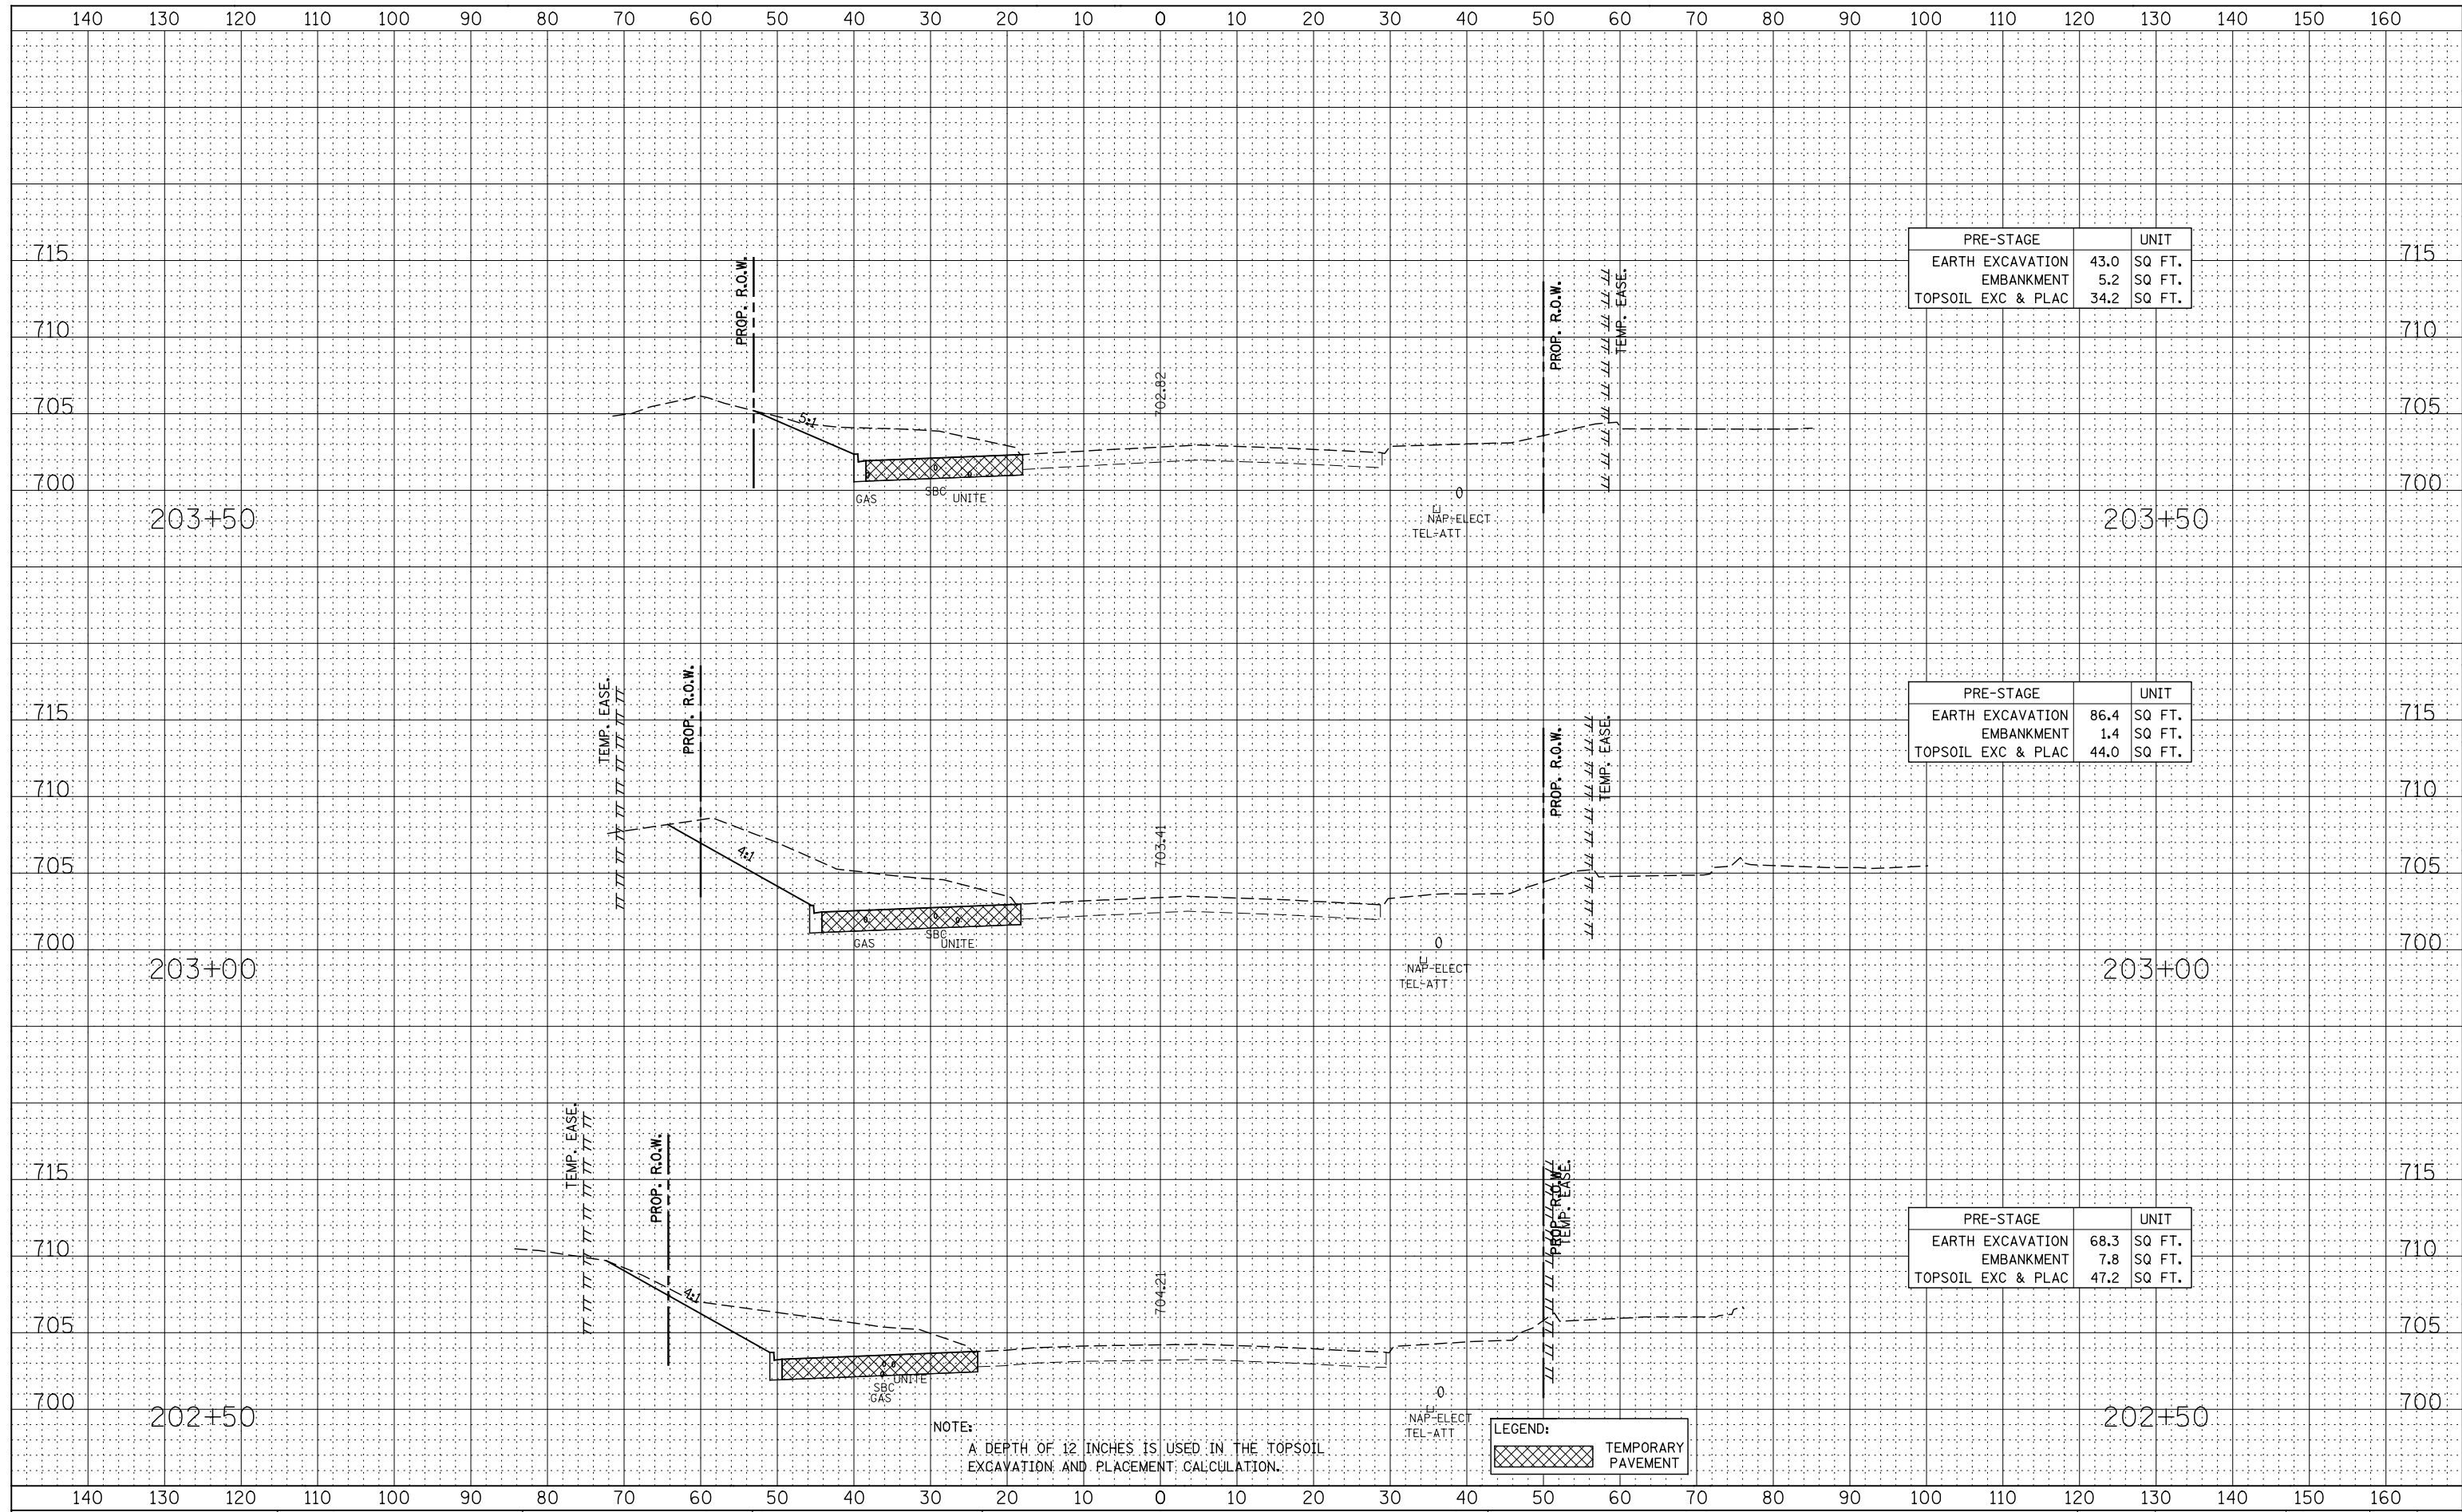 140 130 120 110 100 90 80 70 60 50 40 30 20 10 0 10 20 30 40 50 60 70 80 90 100 110 120 130 140 150 160
PRE-STAGE UNIT
EARTH EXCAVATION 43.0 SQ FT.
EMBANKMENT 5.2 SQ FT.
TOPSOIL EXC & PLAC 34.2 SQ FT.
715 715
PROP. R.O.W.
PROP. R.O.W.
TEMP. EASE.
710 710
702.82
705 705
5:1
700 700
GAS
SBC
UNITE
NAP-ELECT
TEL-ATT
203+50 203+50
PRE-STAGE UNIT
EARTH EXCAVATION 86.4 SQ FT.
EMBANKMENT 1.4 SQ FT.
TOPSOIL EXC & PLAC 44.0 SQ FT.
TEMP. EASE.
PROP. R.O.W.
PROP. R.O.W.
TEMP. EASE.
715 715
710 710
703.41
705 705
4:1
700 700
GAS
SBC
UNITE
NAP-ELECT
TEL-ATT
203+00 203+00
TEMP. EASE.
PROP. R.O.W.
PROP. R.O.W.
TEMP. EASE.
715 715
PRE-STAGE UNIT
EARTH EXCAVATION 68.3 SQ FT.
EMBANKMENT 7.8 SQ FT.
TOPSOIL EXC & PLAC 47.2 SQ FT.
710 710
704.21
705 705
4:1
700 700
UNITE
SBC
GAS
NAP-ELECT
TEL-ATT
202+50 202+50
NOTE:
A DEPTH OF 12 INCHES IS USED IN THE TOPSOIL
EXCAVATION AND PLACEMENT CALCULATION.
LEGEND:
TEMPORARY
PAVEMENT
140 130 120 110 100 90 80 70 60 50 40 30 20 10 0 10 20 30 40 50 60 70 80 90 100 110 120 130 140 150 160